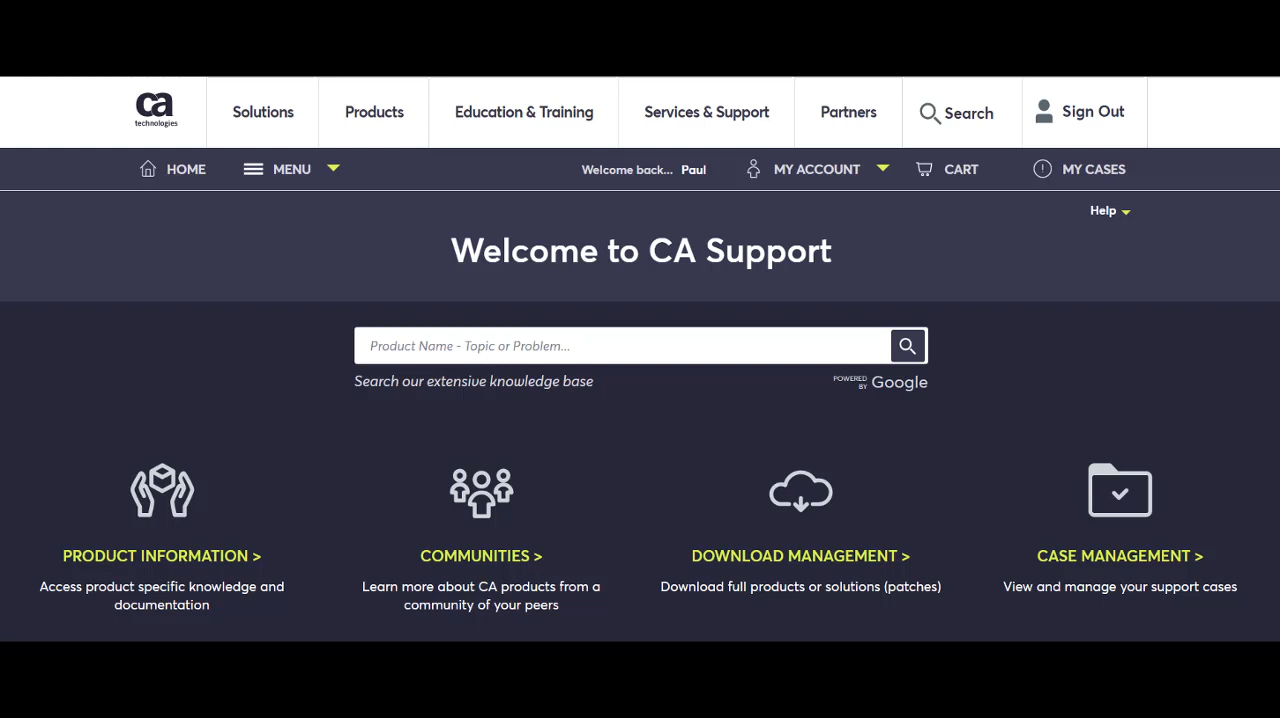 ca
technologies
Solutions
Products
Education & Training
Services & Support
Partners
Search
Sign Out
HOME
MENU
Welcome back... Paul
MY ACCOUNT
CART
MY CASES
Help
Welcome to CA Support
Product Name - Topic or Problem...
Search our extensive knowledge base
POWERED
BY
Google
PRODUCT INFORMATION >
Access product specific knowledge and
documentation
COMMUNITIES >
Learn more about CA products from a
community of your peers
DOWNLOAD MANAGEMENT >
Download full products or solutions (patches)
CASE MANAGEMENT >
View and manage your support cases